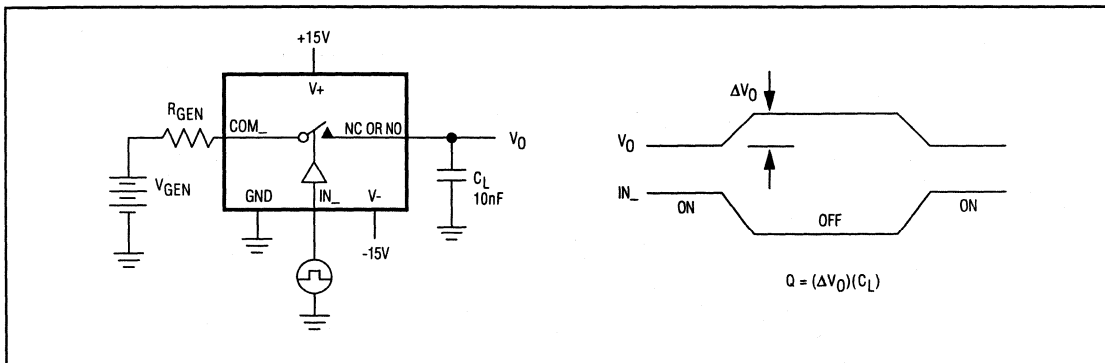 +15V
V+
RGEN
COM_
NC OR NO
VO
VGEN
CL
10nF
GND
IN_
V-
-15V
ΔVO
VO
IN_
ON
OFF
ON
Q = (ΔVO)(CL)